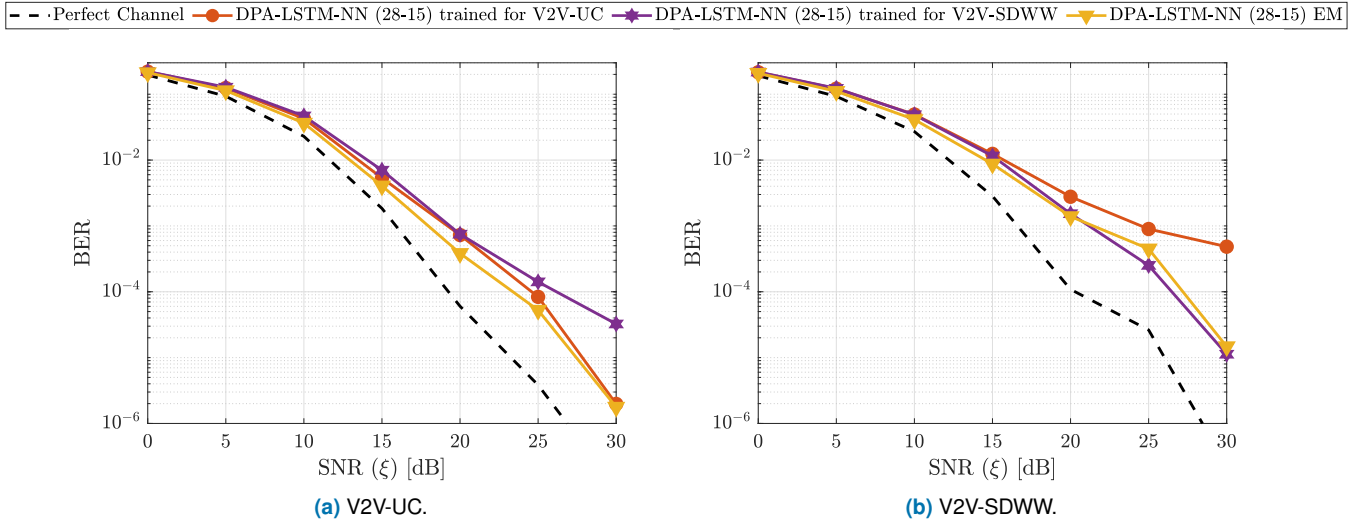 Perfect Channel DPA-LSTM-NN (28-15) trained for V2V-UC DPA-LSTM-NN (28-15) trained for V2V-SDWW DPA-LSTM-NN (28-15) EM
BER
10^{-2}
10^{-4}
10^{-6}
0 5 10 15 20 25 30
SNR (ξ) [dB]
(a) V2V-UC.
BER
10^{-2}
10^{-4}
10^{-6}
0 5 10 15 20 25 30
SNR (ξ) [dB]
(b) V2V-SDWW.